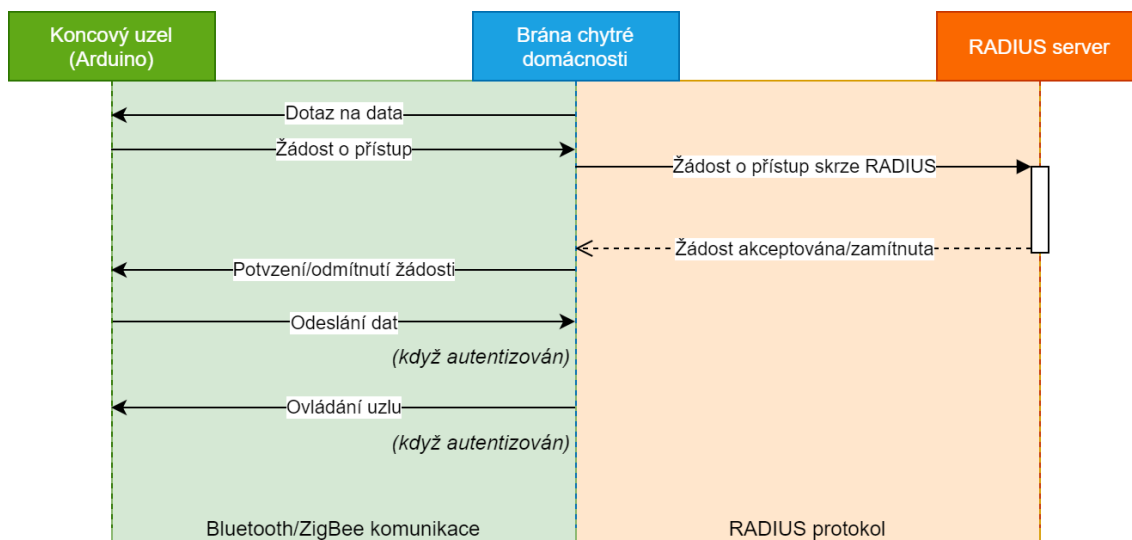 Koncový uzel
(Arduino)
Brána chytré
domácnosti
RADIUS server
Dotaz na data
Žádost o přístup
Žádost o přístup skrze RADIUS
Žádost akceptována/zamítnuta
Potvzení/odmítnutí žádosti
Odeslání dat
(když autentizován)
Ovládání uzlu
(když autentizován)
Bluetooth/ZigBee komunikace
RADIUS protokol